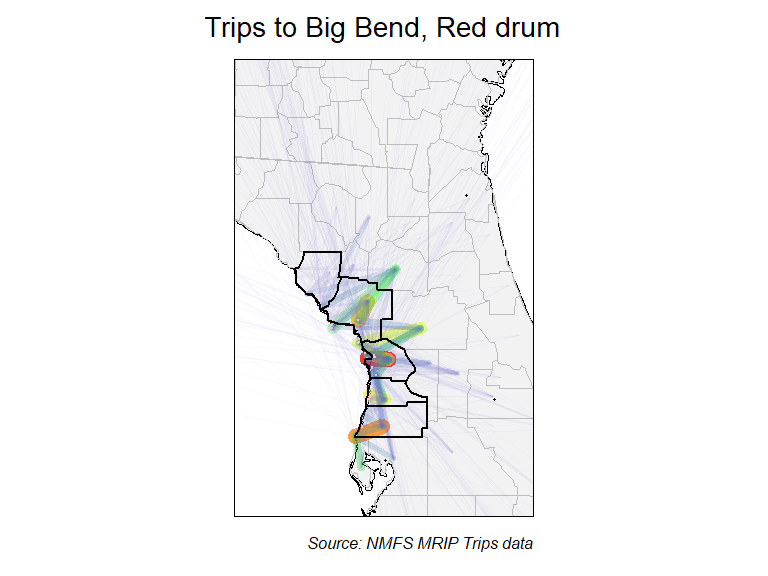 Trips to Big Bend, Red drum
Source: NMFS MRIP Trips data